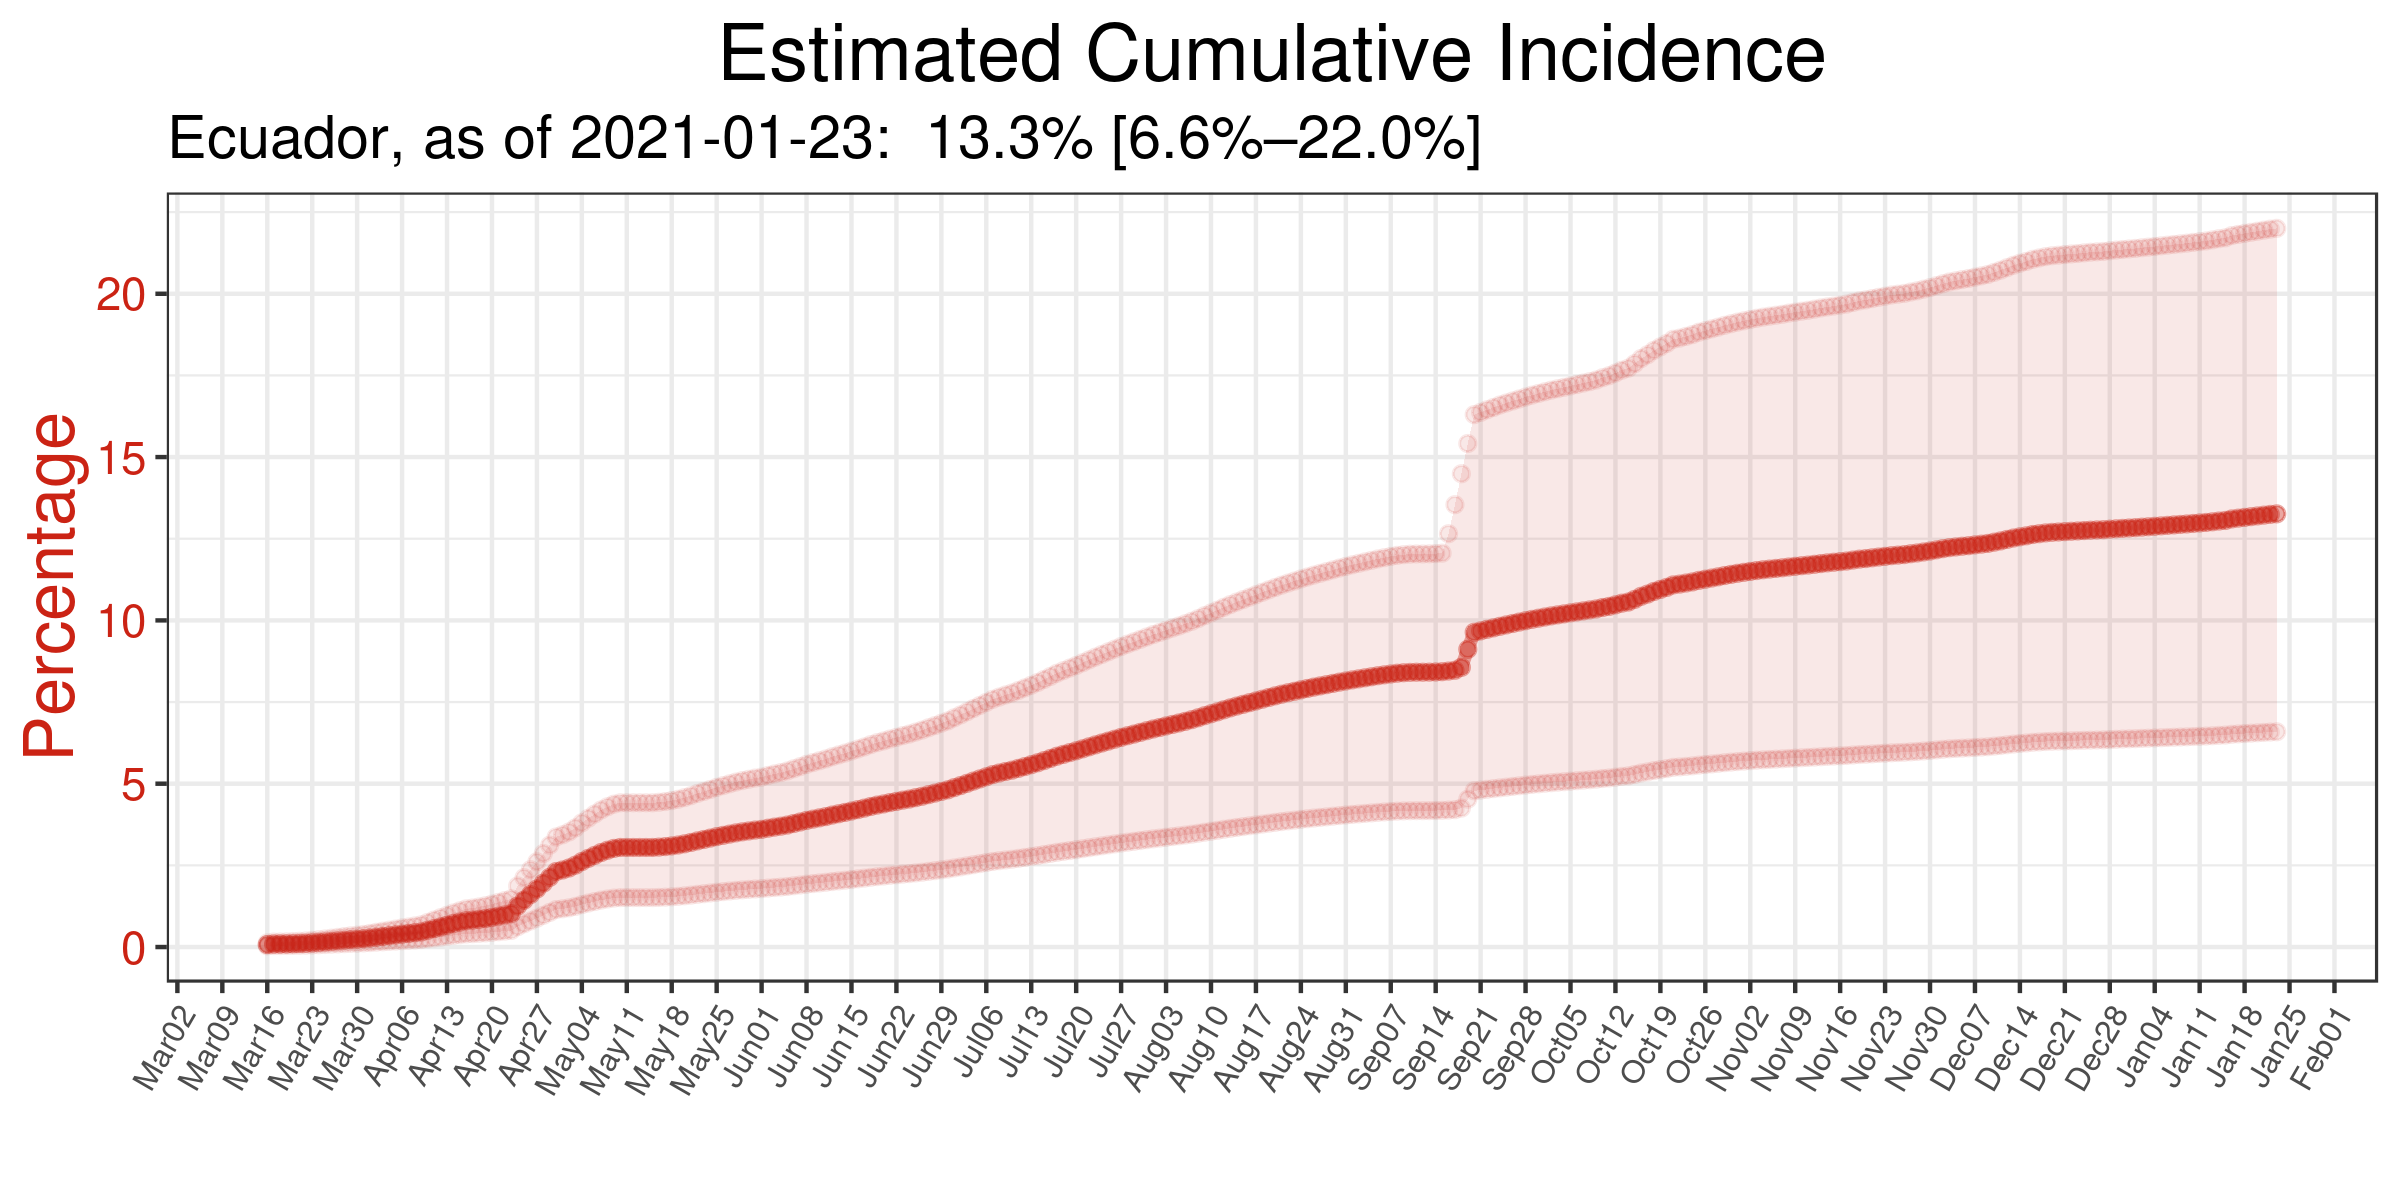 Estimated Cumulative Incidence
Ecuador, as of 2021-01-23:  13.3% [6.6%–22.0%]
Percentage
20
15
10
5
0
Mar02
Mar09
Mar16
Mar23
Mar30
Apr06
Apr13
Apr20
Apr27
May04
May11
May18
May25
Jun01
Jun08
Jun15
Jun22
Jun29
Jul06
Jul13
Jul20
Jul27
Aug03
Aug10
Aug17
Aug24
Aug31
Sep07
Sep14
Sep21
Sep28
Oct05
Oct12
Oct19
Oct26
Nov02
Nov09
Nov16
Nov23
Nov30
Dec07
Dec14
Dec21
Dec28
Jan04
Jan11
Jan18
Jan25
Feb01